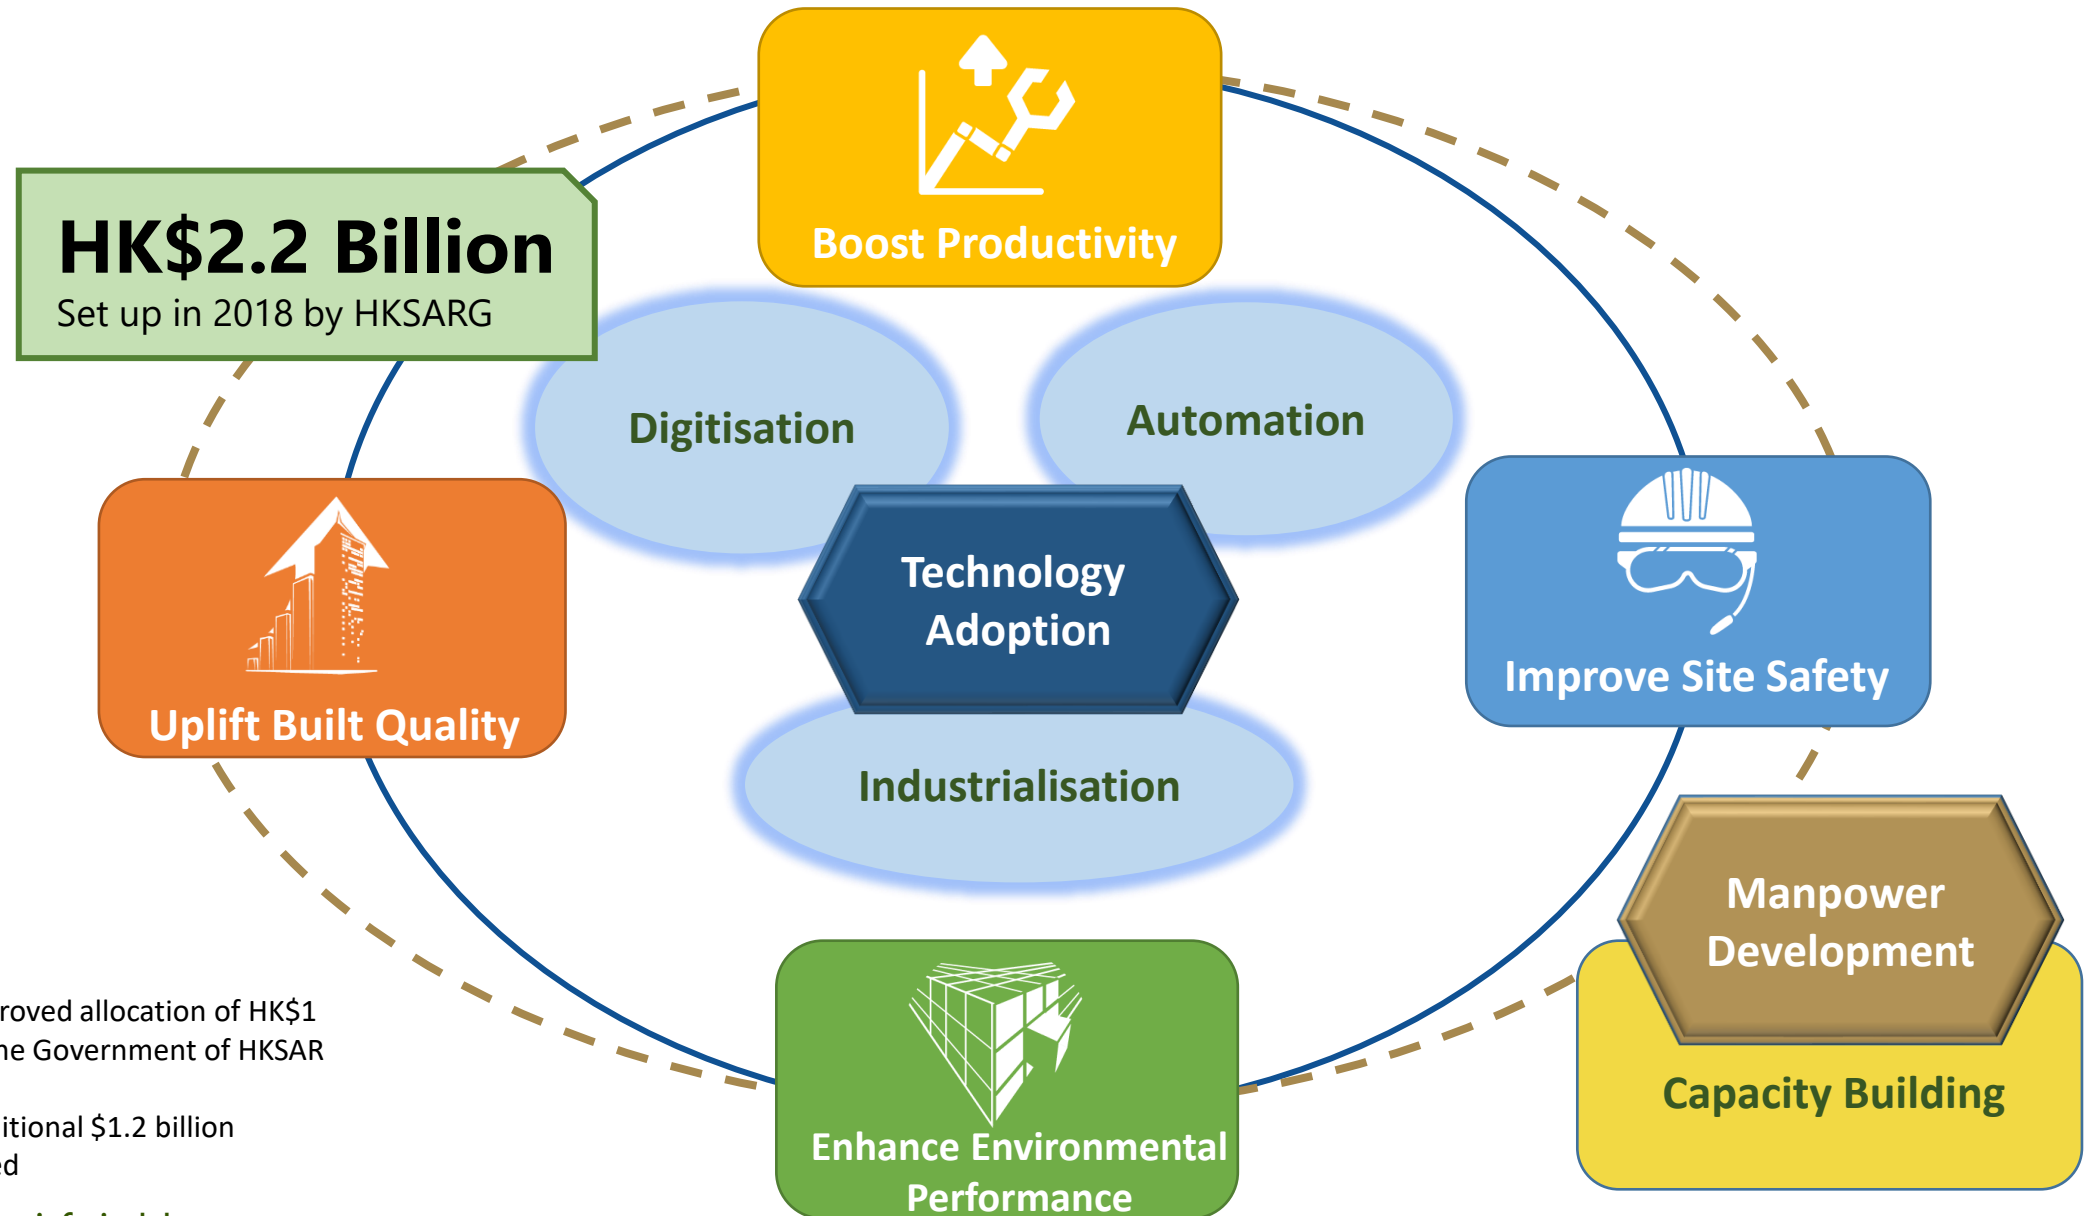 Boost Productivity
HK$2.2 Billion
Set up in 2018 by HKSARG
Digitisation
Automation
Technology
Adoption
Uplift Built Quality
Improve Site Safety
Industrialisation
Manpower
Development
Capacity Building
Enhance Environmental
Performance
roved allocation of HK$1
he Government of HKSAR
itional $1.2 billion
ed